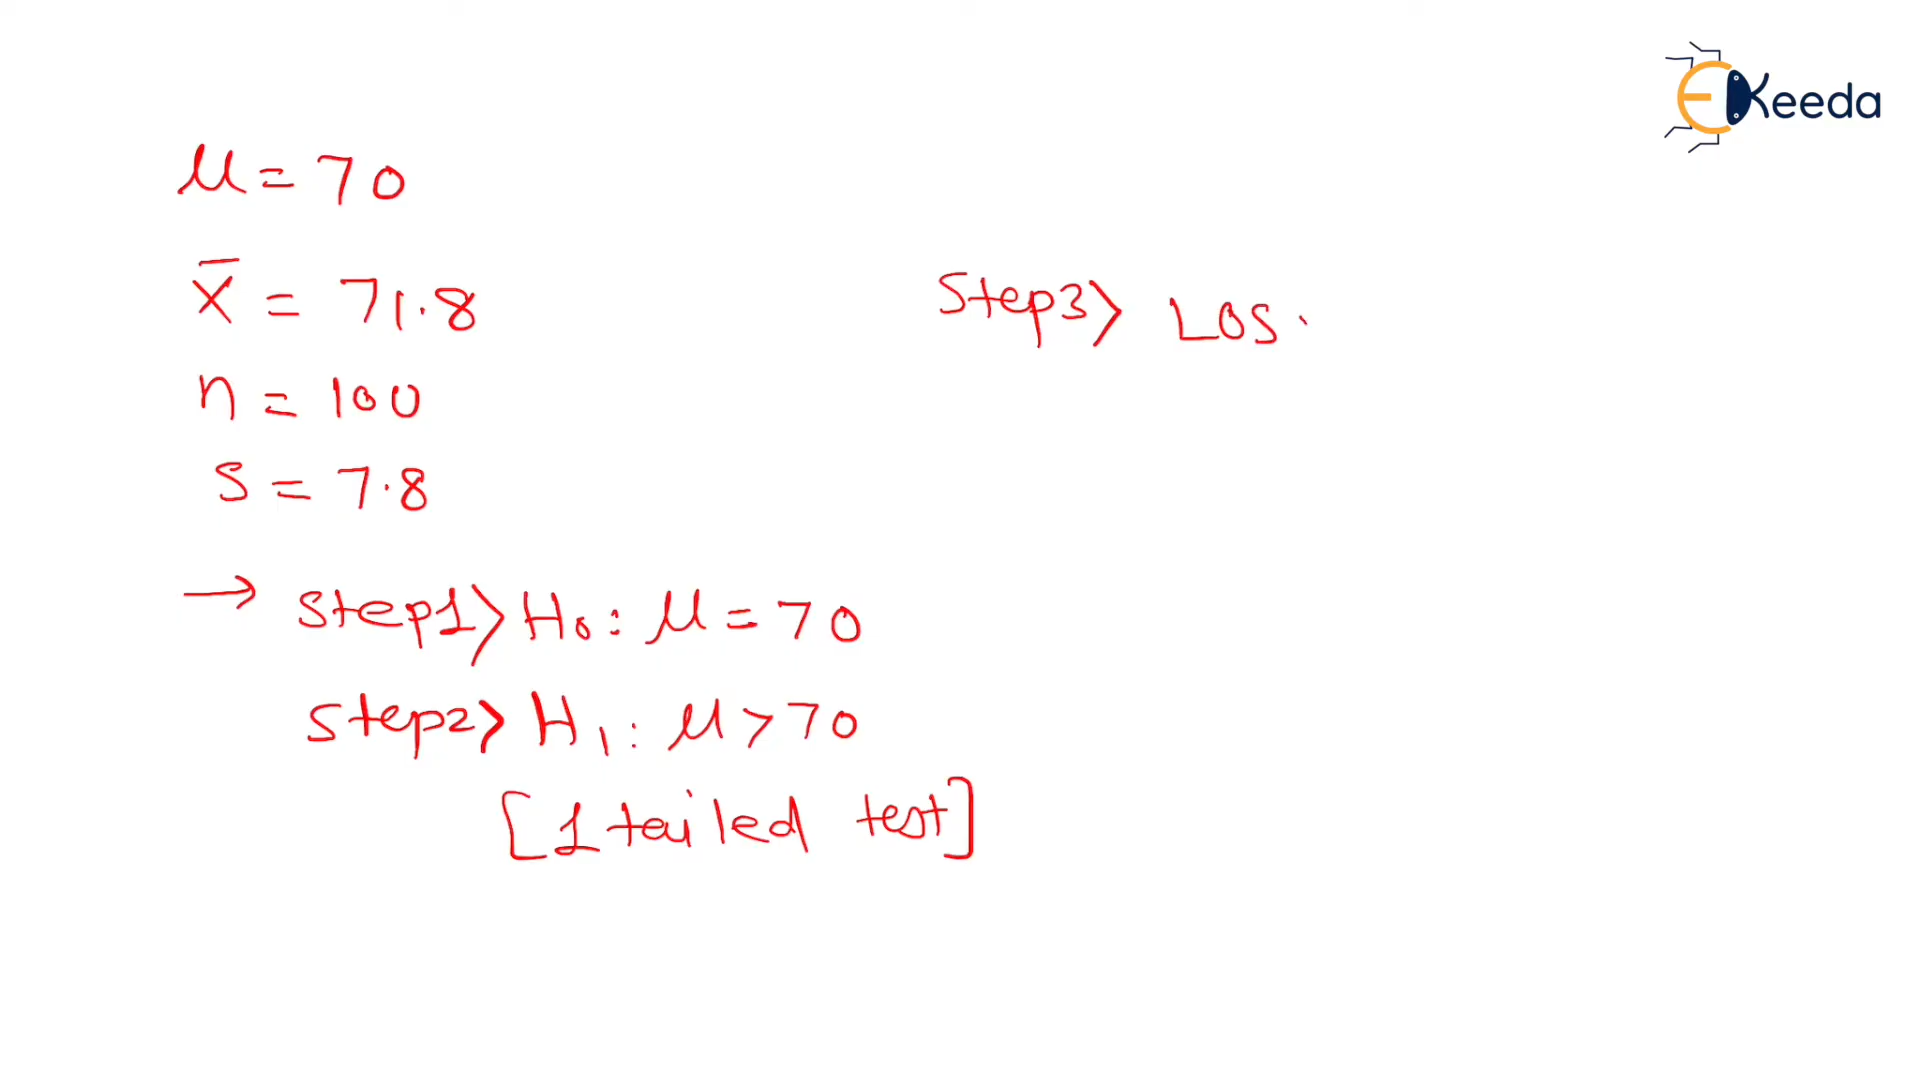 EKeeda
μ = 70
x̄ = 71.8
n = 100
s = 7.8
→ Step1> H₀ : μ = 70
Step2> H₁ : μ > 70
[1 tailed test]
Step3> LOS.